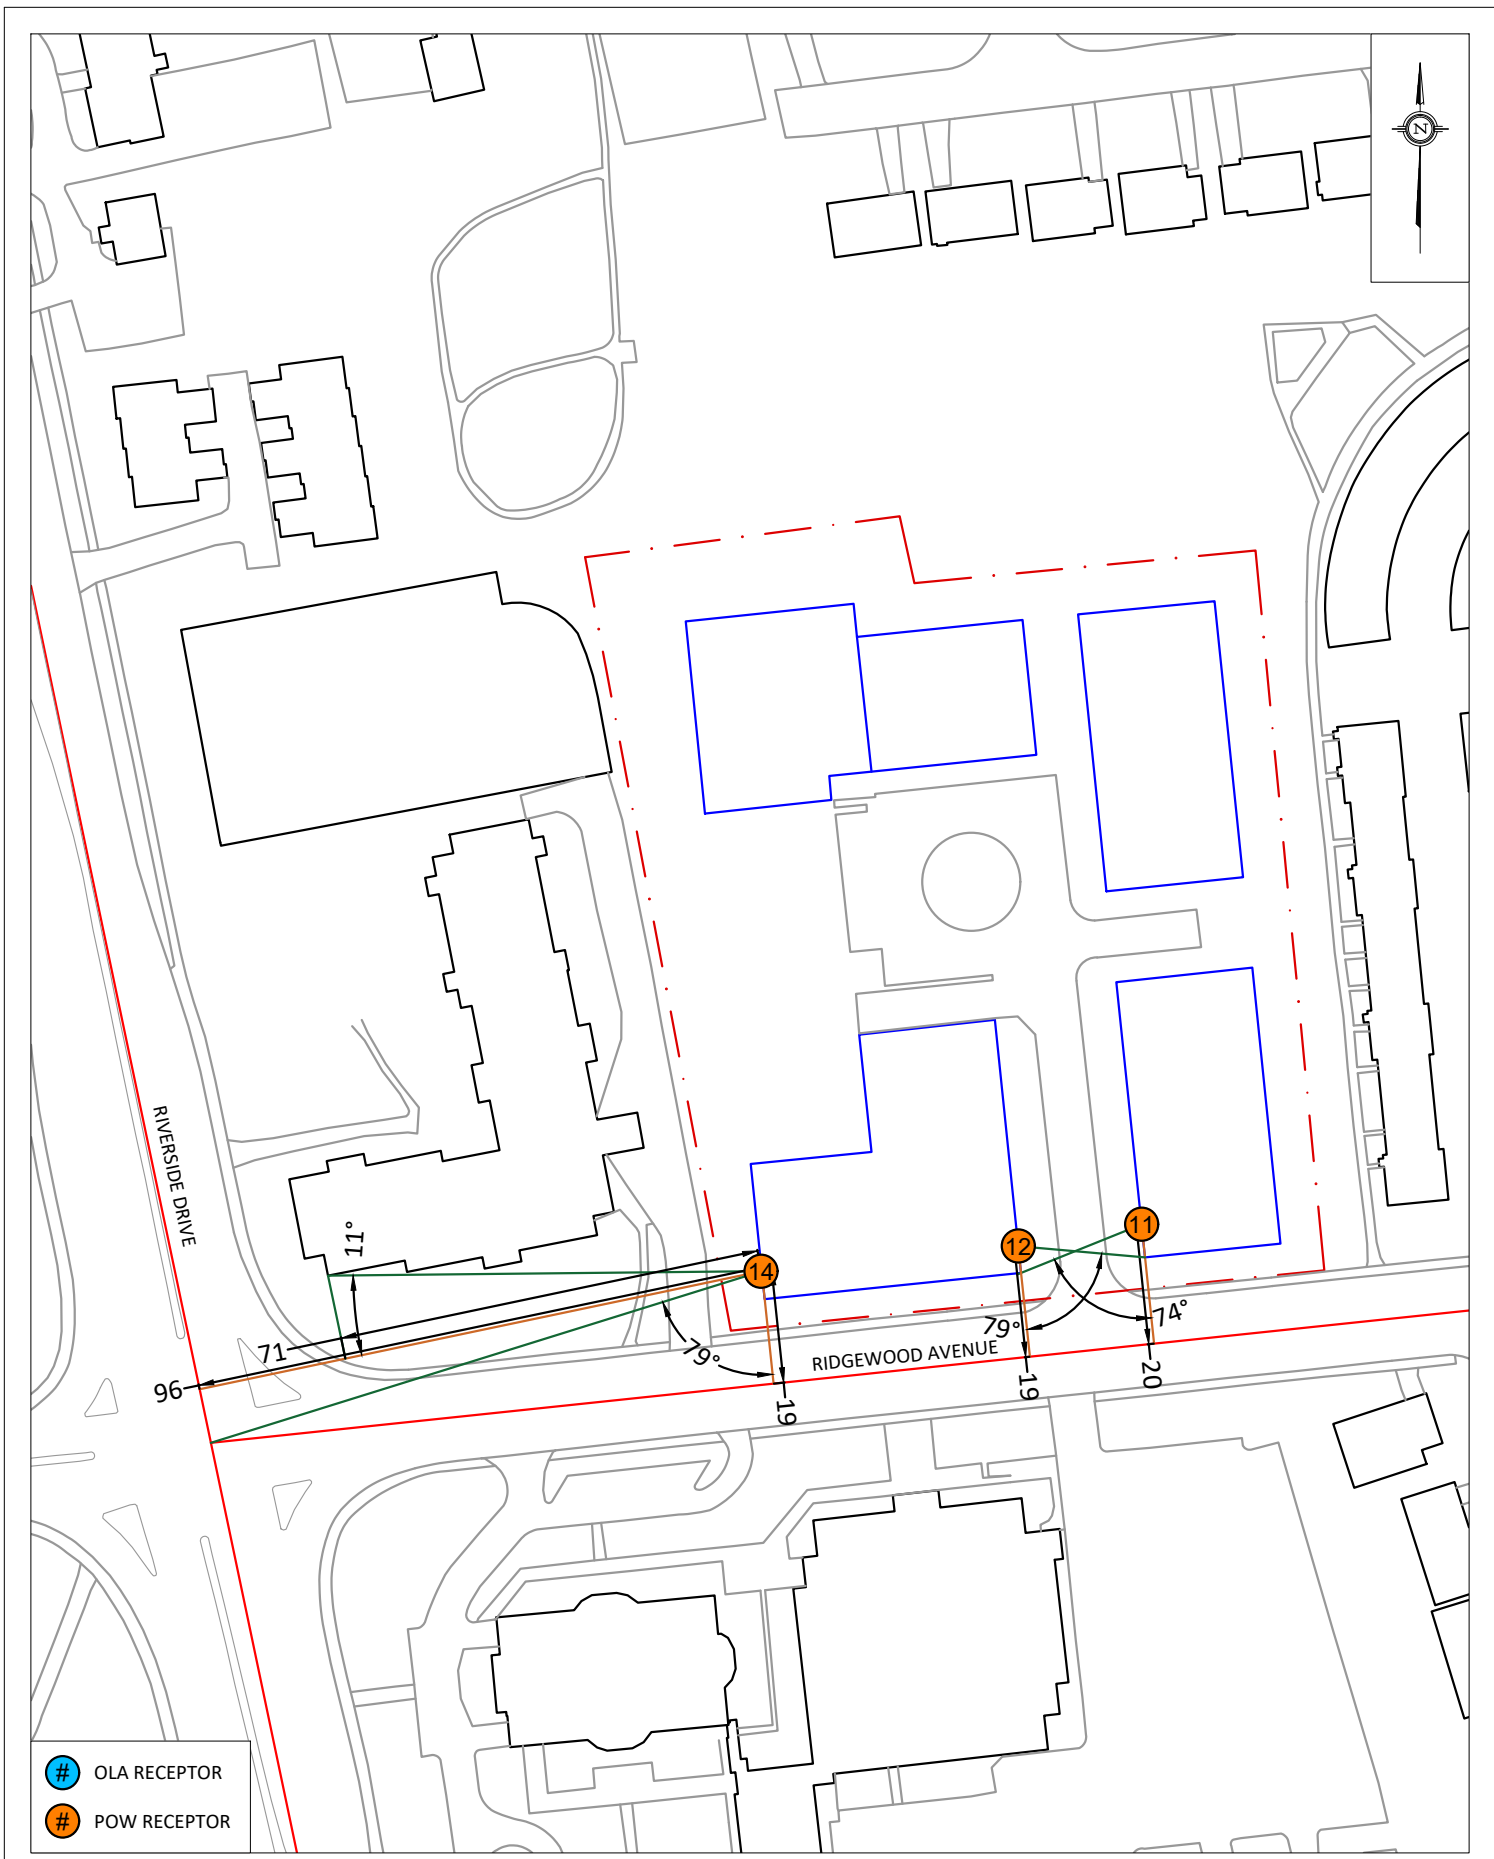 N
RIVERSIDE DRIVE
11°
71
96
14
79°
19
12
11
79°
74°
RIDGEWOOD AVENUE
19
20
# OLA RECEPTOR
# POW RECEPTOR